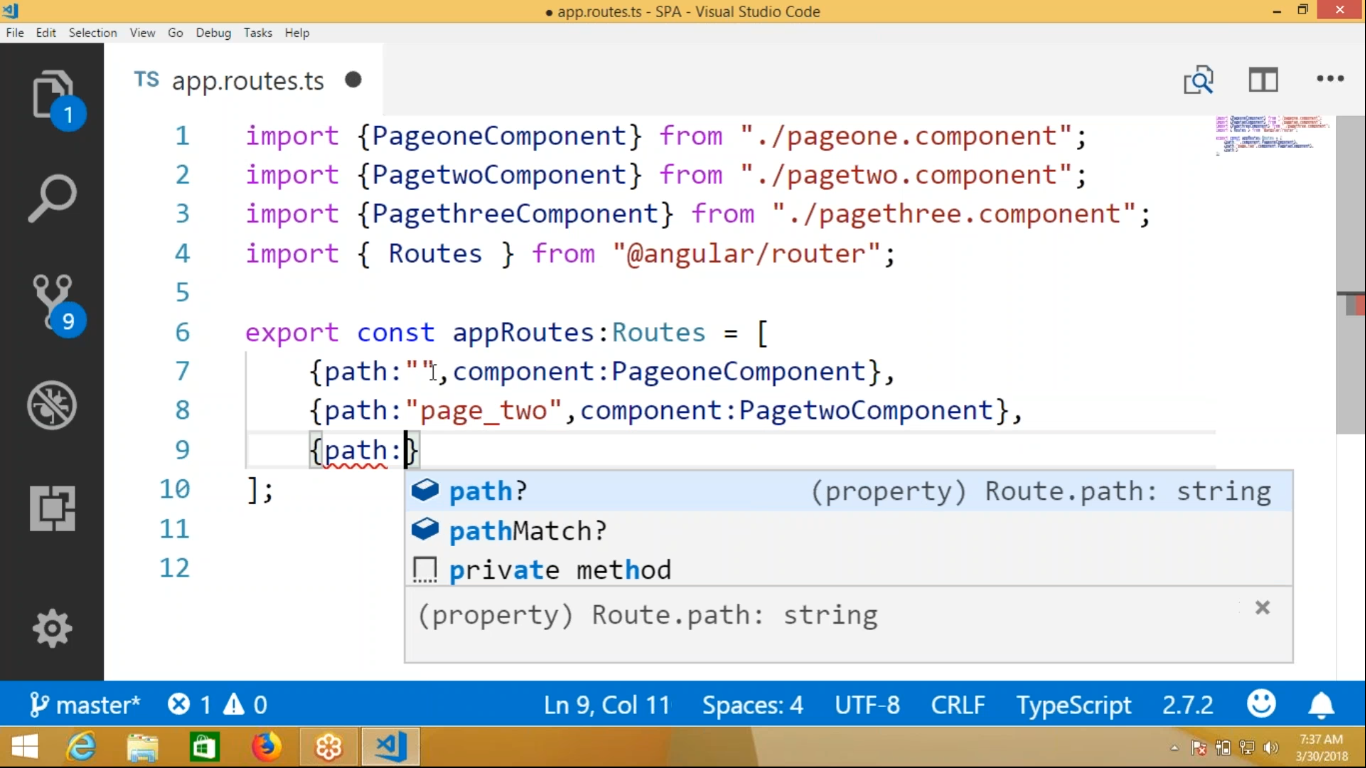 ● app.routes.ts - SPA - Visual Studio Code
File Edit Selection View Go Debug Tasks Help
TS app.routes.ts ●
1 import {PageoneComponent} from "./pageone.component";
2 import {PagetwoComponent} from "./pagetwo.component";
3 import {PagethreeComponent} from "./pagethree.component";
4 import { Routes } from "@angular/router";
5
6 export const appRoutes:Routes = [
7 {path:"",component:PageoneComponent},
8 {path:"page_two",component:PagetwoComponent},
9 {path:}
10 ];
11
12
path? (property) Route.path: string
pathMatch?
private method
(property) Route.path: string
1
9
master* 1 0 Ln 9, Col 11 Spaces: 4 UTF-8 CRLF TypeScript 2.7.2
7:37 AM
3/30/2018